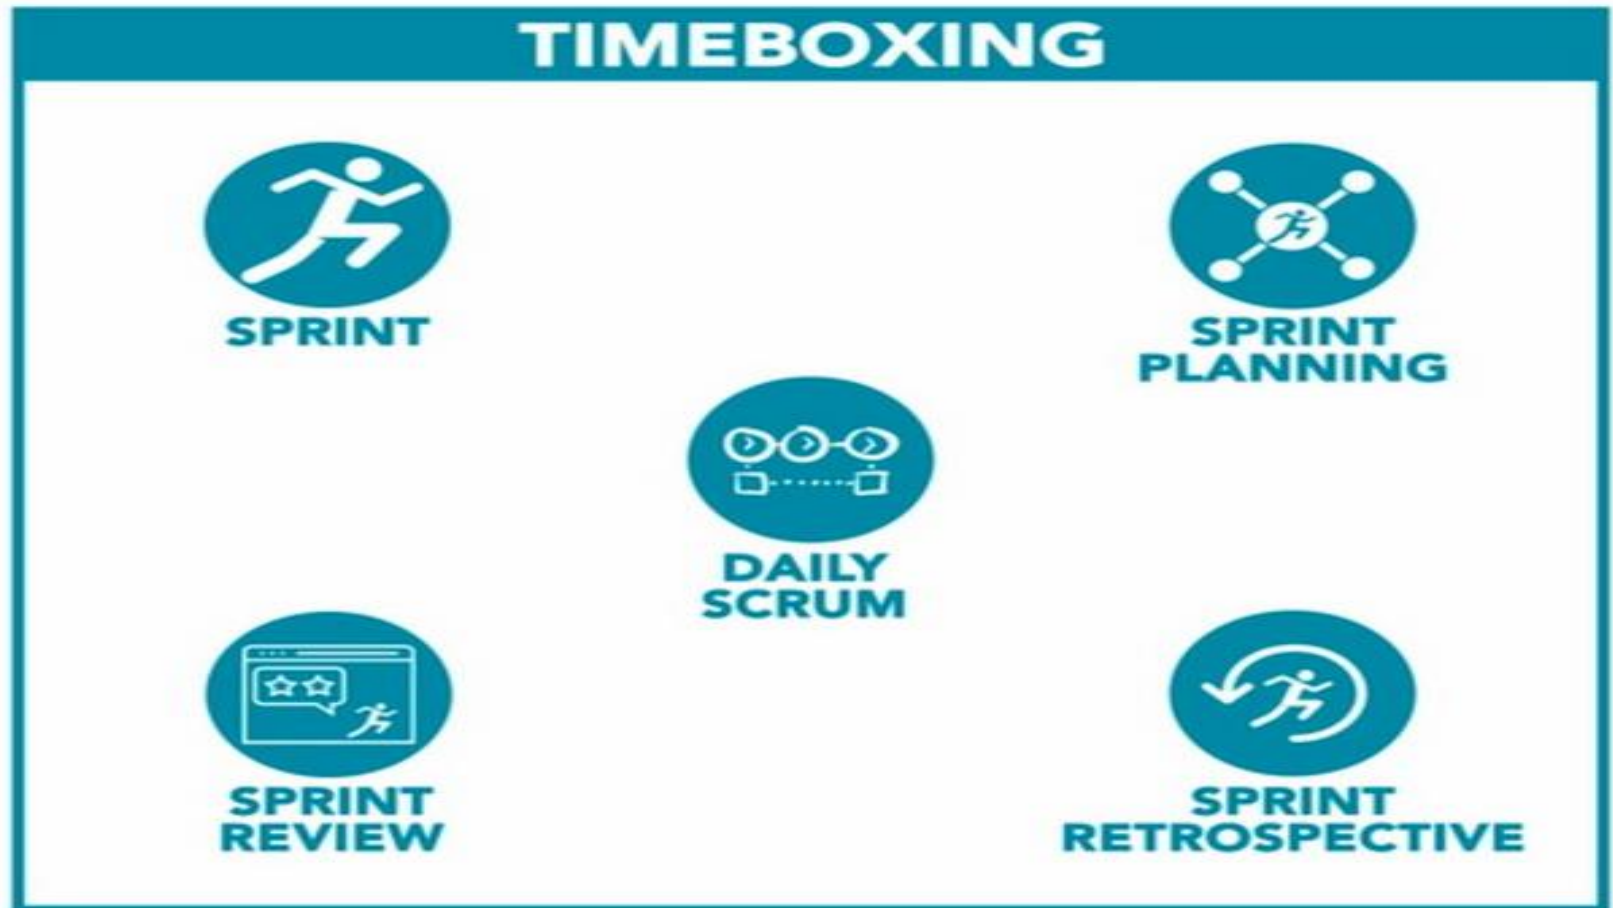 TIMEBOXING
SPRINT
SPRINT
PLANNING
DAILY
SCRUM
SPRINT
REVIEW
SPRINT
RETROSPECTIVE